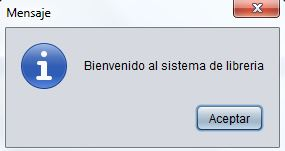 Mensaje
Bienvenido al sistema de libreria
Aceptar